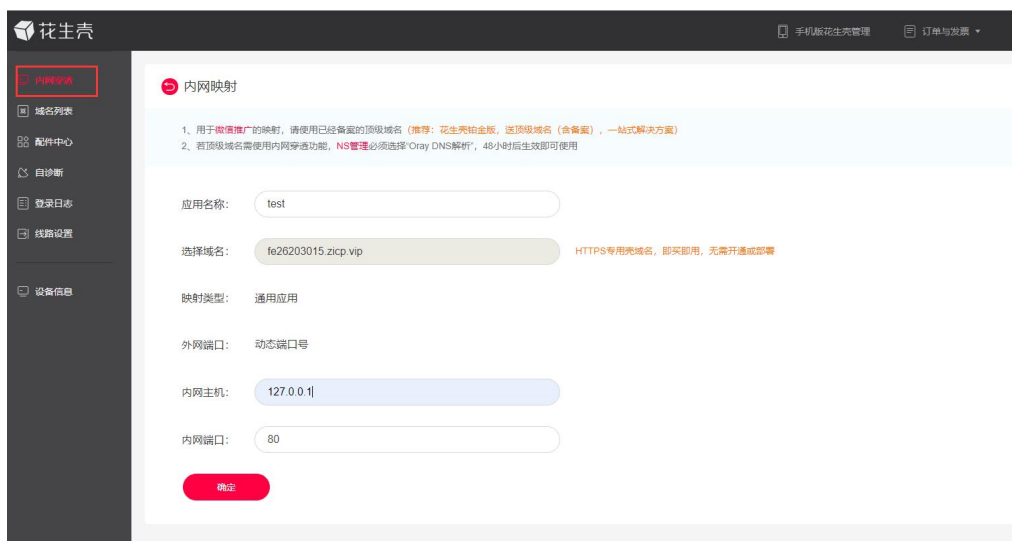 花生壳
手机版花生壳管理
订单与发票
内网穿透
域名列表
配件中心
自诊断
登录日志
线路设置
设备信息
内网映射
1、用于微信推广的映射，请使用已经备案的顶级域名（推荐：花生壳铂金版，送顶级域名（含备案），一站式解决方案）
2、若顶级域名需使用内网穿透功能，NS管理必须选择“Oray DNS解析”，48小时后生效即可使用
应用名称： test
选择域名： fe26203015.zicp.vip HTTPS专用壳域名，即买即用，无需开通或部署
映射类型： 通用应用
外网端口： 动态端口号
内网主机： 127.0.0.1
内网端口： 80
确定